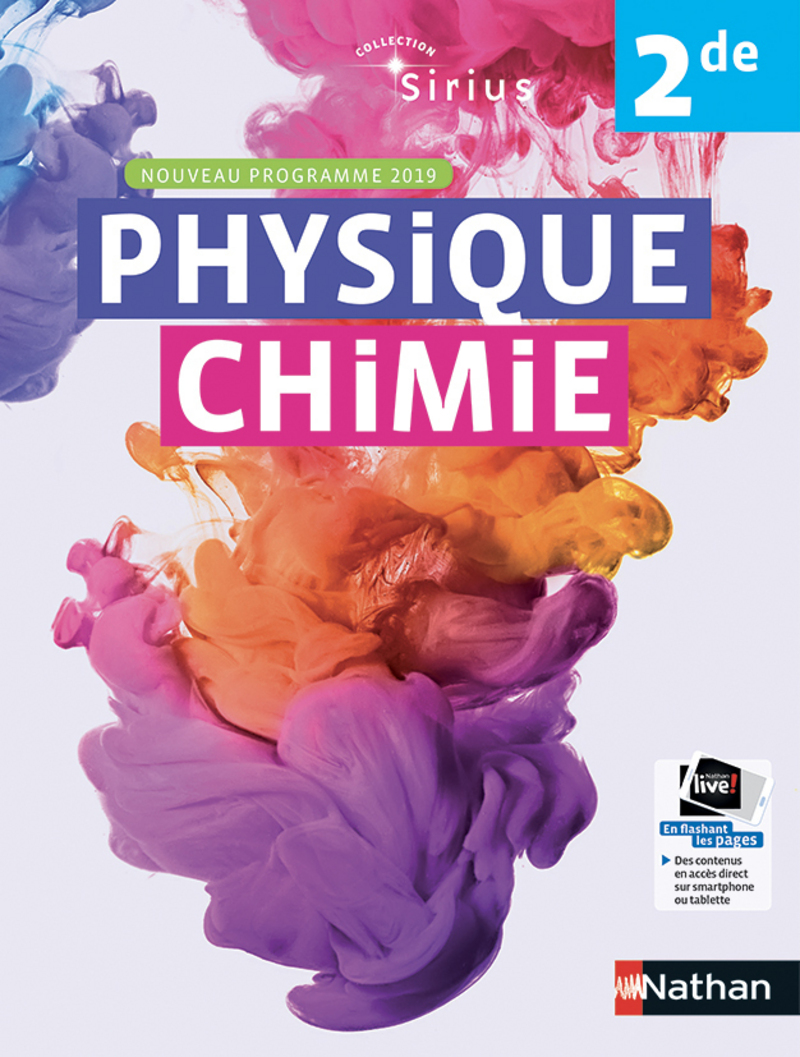 COLLECTION
Sirius
2de
NOUVEAU PROGRAMME 2019
PHYSiQUE
CHiMiE
Nathan
live!
En flashant
les pages
Des contenus
en accès direct
sur smartphone
ou tablette
Nathan